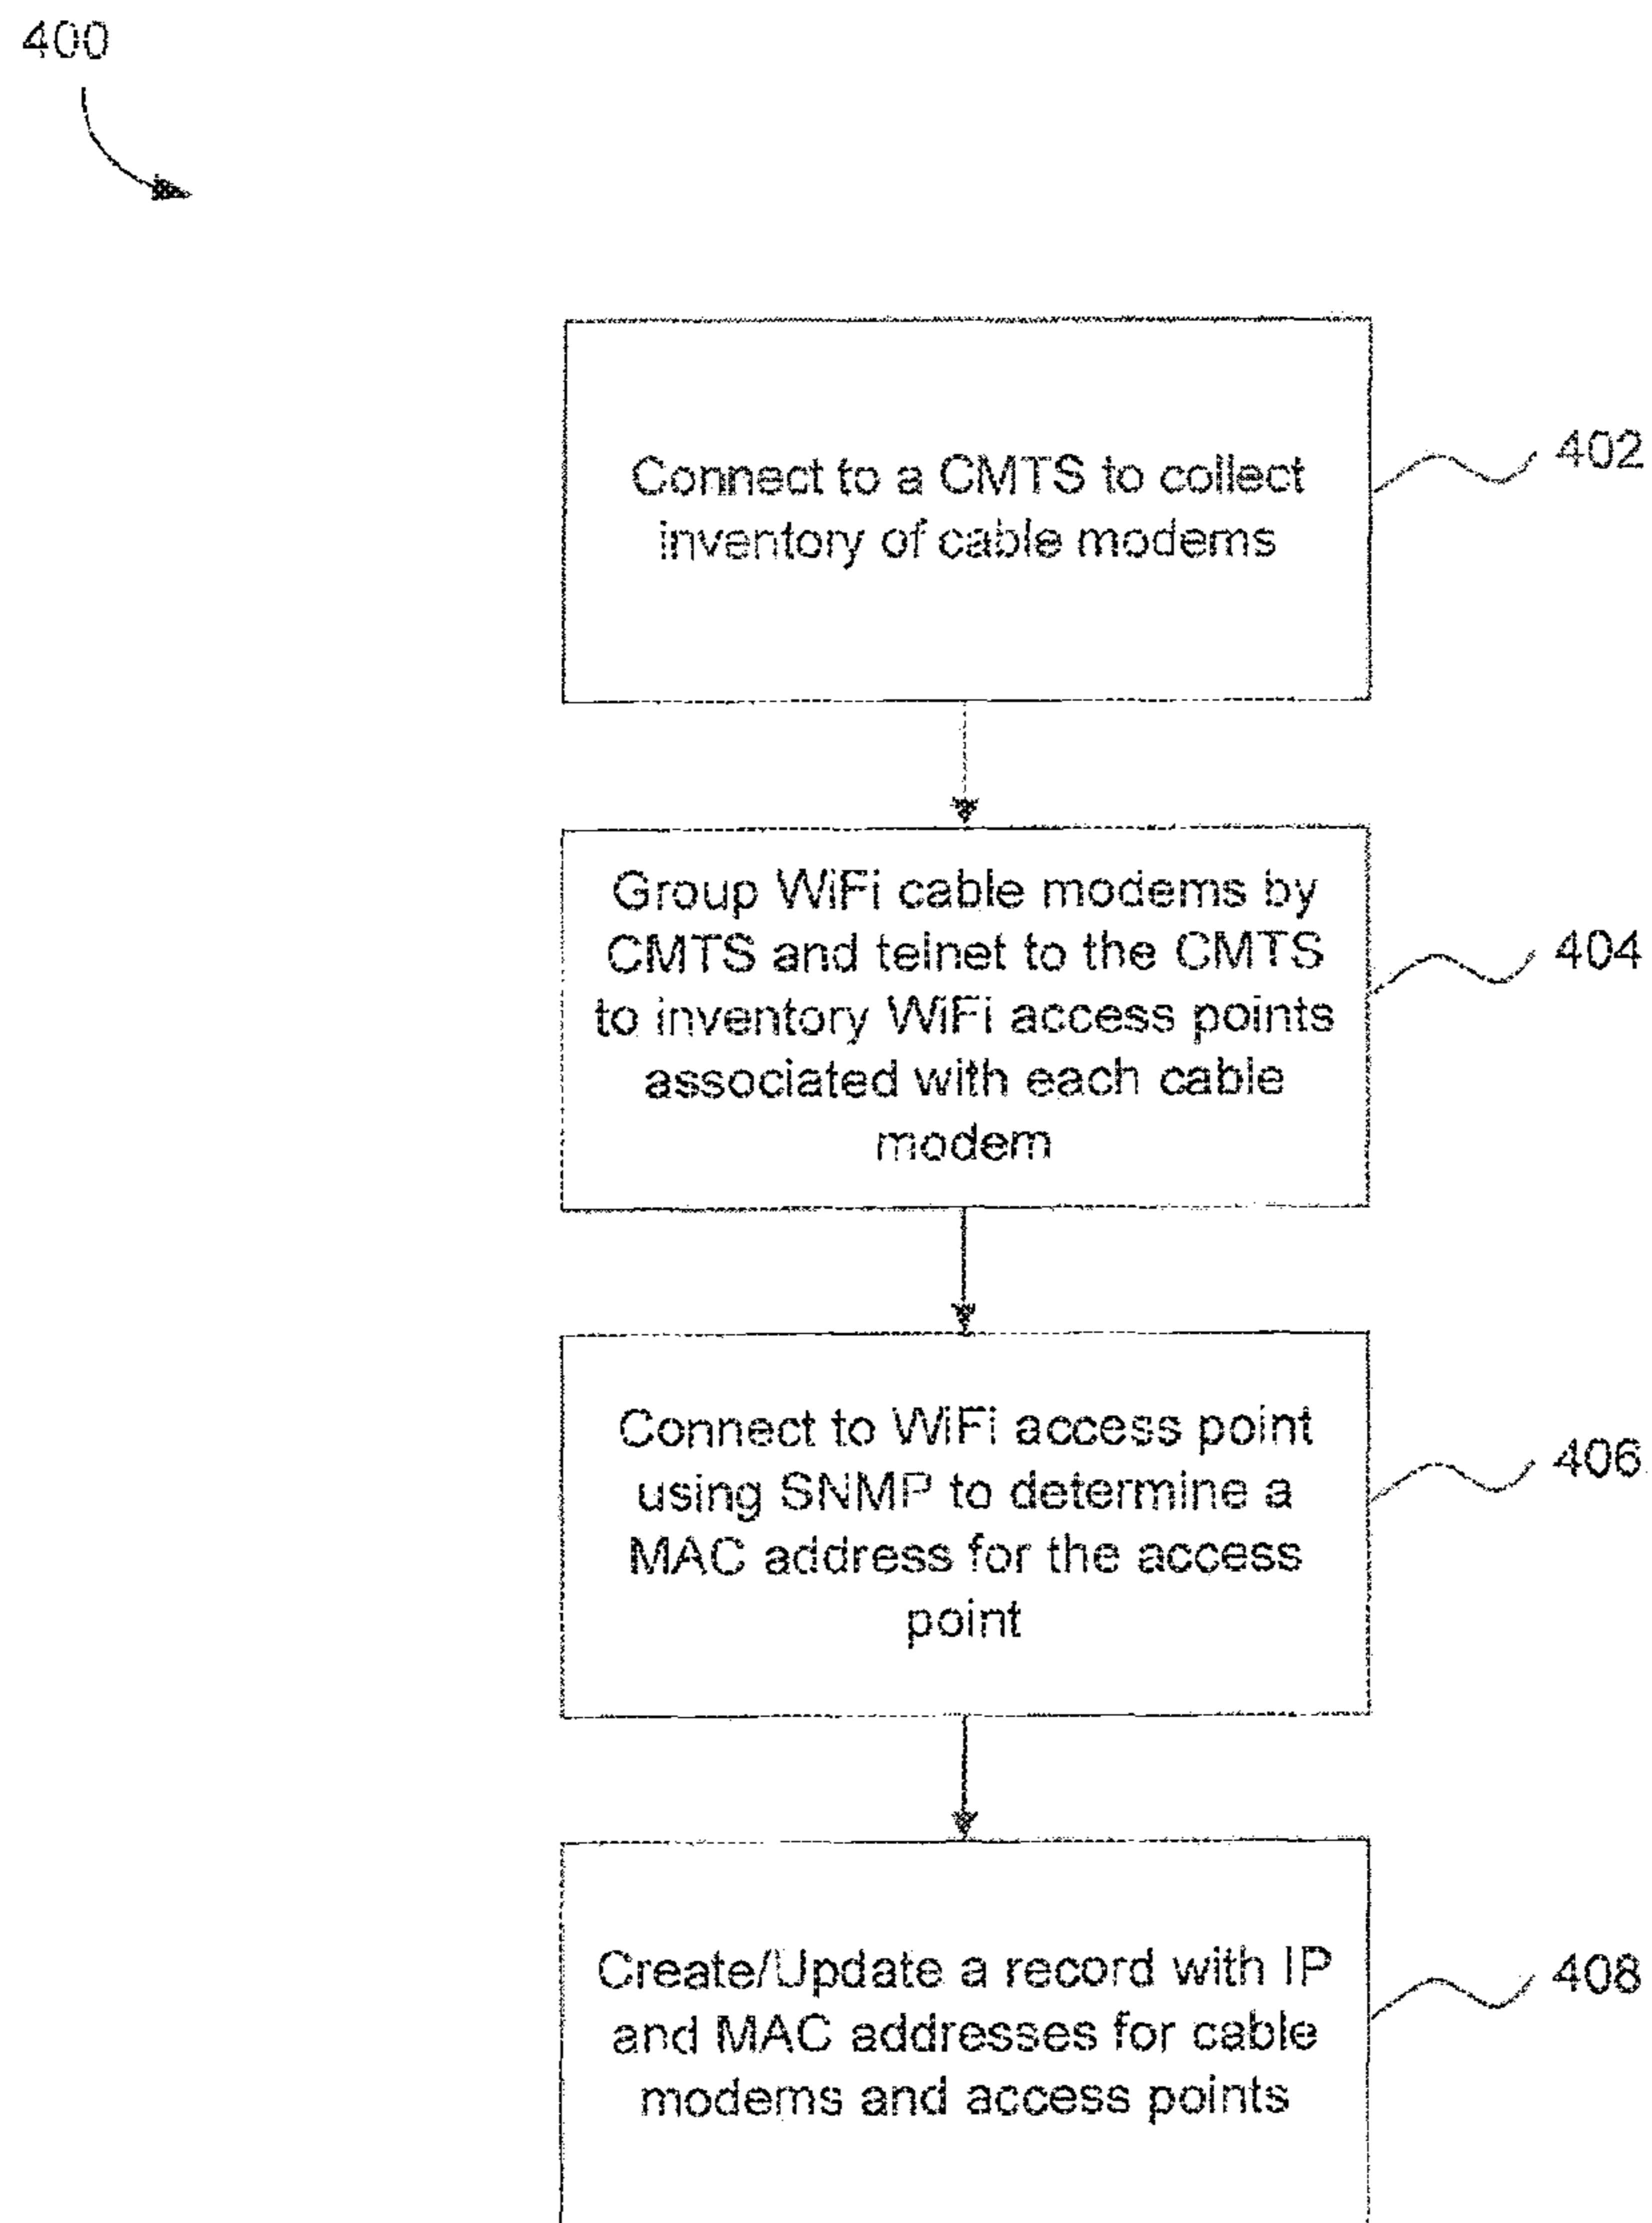 400
Connect to a CMTS to collect
inventory of cable modems
402
Group WiFi cable modems by
CMTS and telnet to the CMTS
to inventory WiFi access points
associated with each cable
modem
404
Connect to WiFi access point
using SNMP to determine a
MAC address for the access
point
406
Create/Update a record with IP
and MAC addresses for cable
modems and access points
408